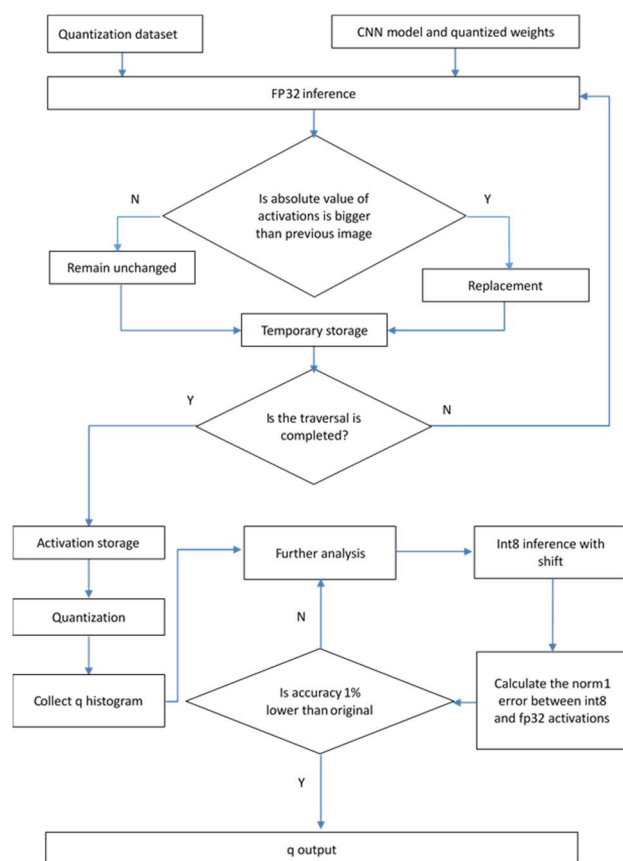 Quantization dataset
CNN model and quantized weights
FP32 inference
N
Is absolute value of
activations is bigger
than previous image
Y
Remain unchanged
Replacement
Temporary storage
Y
Is the traversal is
completed?
N
Activation storage
Further analysis
Int8 inference with
shift
Quantization
N
Collect q histogram
Is accuracy 1%
lower than original
Calculate the norm1
error between int8
and fp32 activations
Y
q output